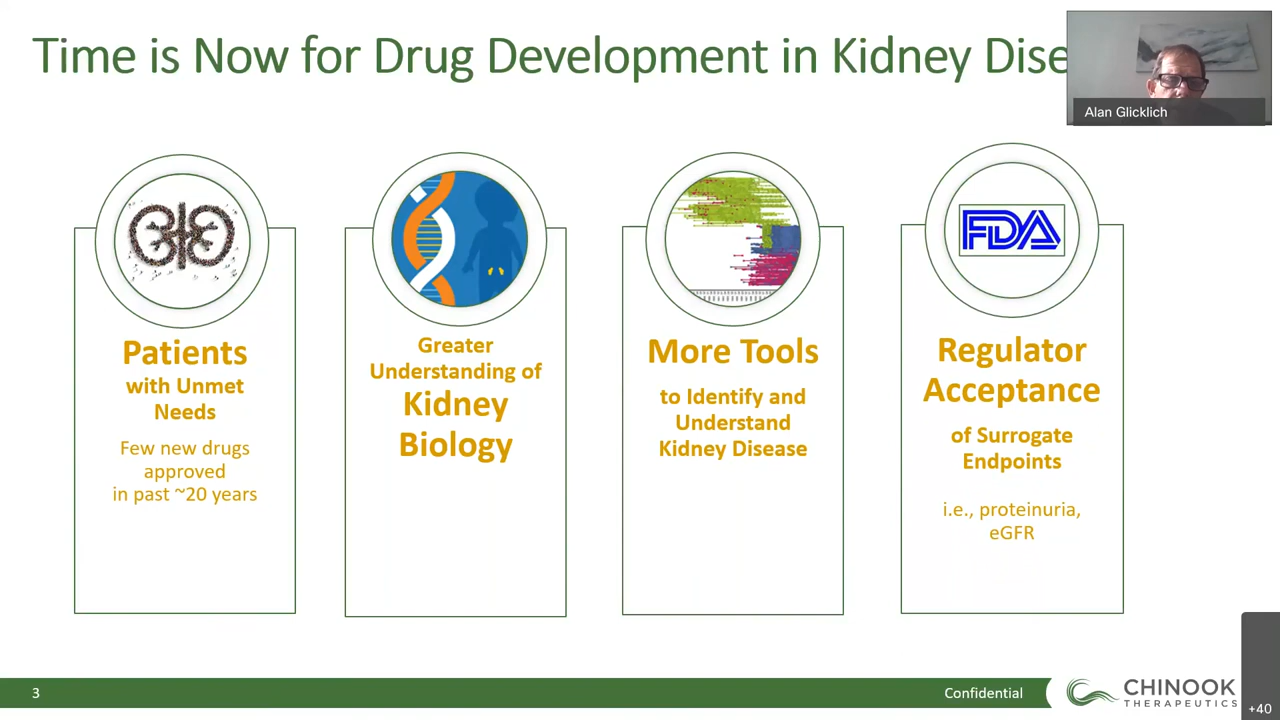 Time is Now for Drug Development in Kidney Dise
Alan Glicklich
Patients
with Unmet
Needs
Few new drugs
approved
in past ~20 years
Greater
Understanding of
Kidney
Biology
More Tools
to Identify and
Understand
Kidney Disease
FDA
Regulator
Acceptance
of Surrogate
Endpoints
i.e., proteinuria,
eGFR
3
Confidential
CHINOOK
THERAPEUTICS
+40